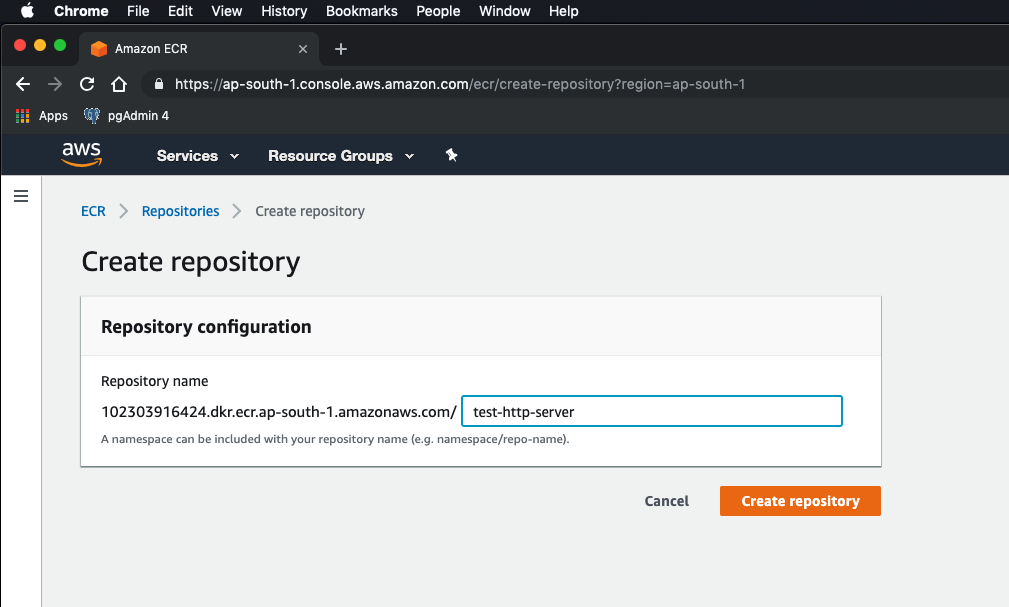 Chrome File Edit View History Bookmarks People Window Help
Amazon ECR
https://ap-south-1.console.aws.amazon.com/ecr/create-repository?region=ap-south-1
Apps pgAdmin 4
aws Services Resource Groups
ECR Repositories Create repository
Create repository
Repository configuration
Repository name
102303916424.dkr.ecr.ap-south-1.amazonaws.com/ test-http-server
A namespace can be included with your repository name (e.g. namespace/repo-name).
Cancel Create repository